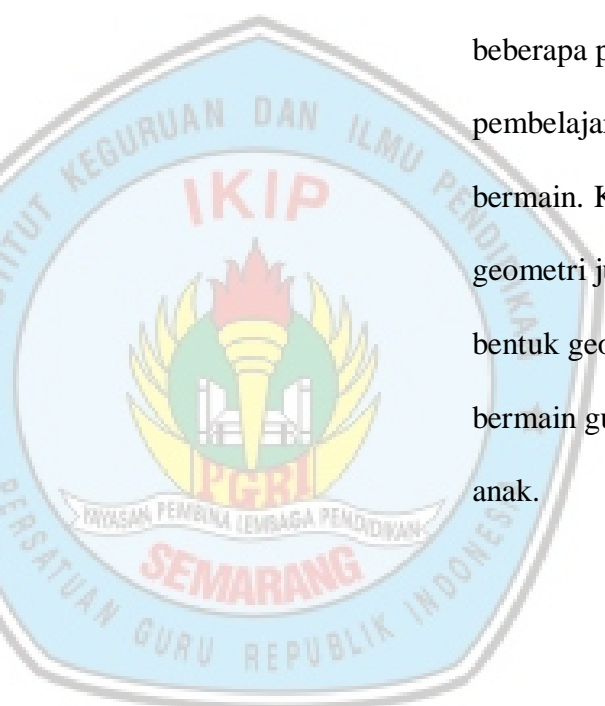 beberapa p
pembelajar
bermain. K
geometri ju
bentuk geo
bermain gu
anak.
INSTITUT KEGURUAN DAN ILMU PENDIDIKAN
IKIP
PGRI
YAYASAN PEMBINA LEMBAGA PENDIDIKAN
SEMARANG
PERSATUAN GURU REPUBLIK INDONESIA